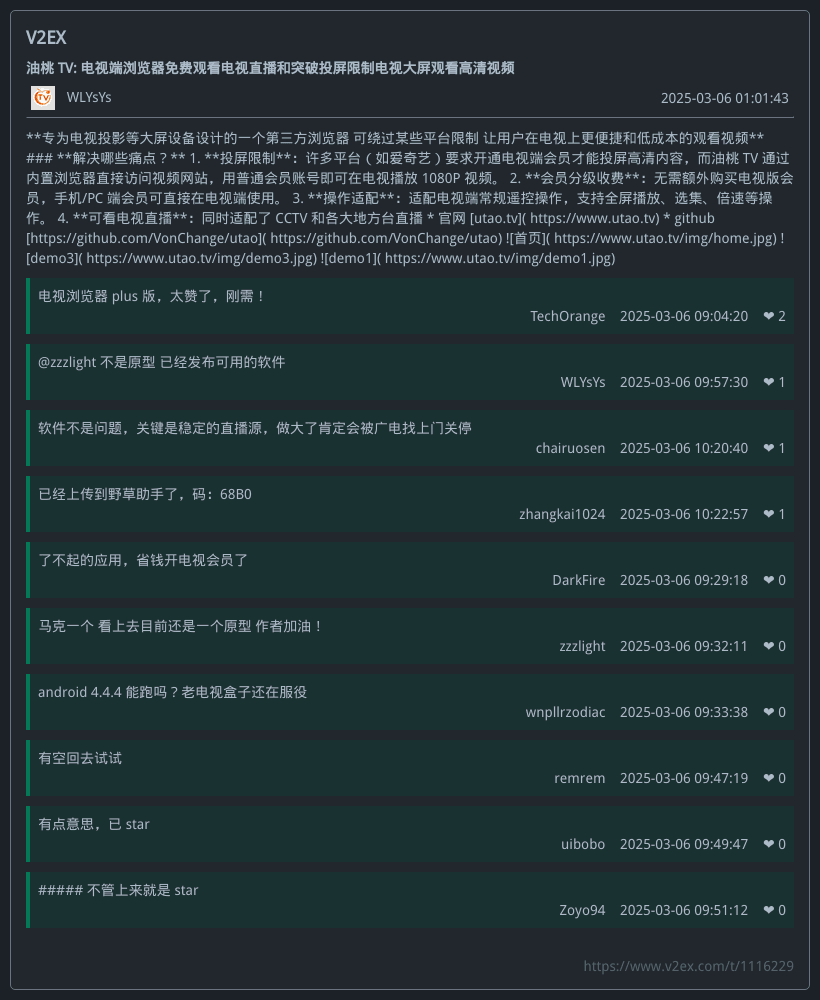 V2EX
油桃 TV: 电视端浏览器免费观看电视直播和突破投屏限制电视大屏观看高清视频
WLYsYs 2025-03-06 01:01:43
**专为电视投影等大屏设备设计的一个第三方浏览器 可绕过某些平台限制 让用户在电视上更便捷和低成本的观看视频**
### **解决哪些痛点？** 1. **投屏限制**：许多平台（如爱奇艺）要求开通电视端会员才能投屏高清内容，而油桃 TV 通过
内置浏览器直接访问视频网站，用普通会员账号即可在电视播放 1080P 视频。 2. **会员分级收费**：无需额外购买电视版会
员，手机/PC 端会员可直接在电视端使用。 3. **操作适配**：适配电视端常规遥控操作，支持全屏播放、选集、倍速等操
作。 4. **可看电视直播**：同时适配了 CCTV 和各大地方台直播 * 官网 [utao.tv]( https://www.utao.tv) * github
[https://github.com/VonChange/utao]( https://github.com/VonChange/utao) ![首页]( https://www.utao.tv/img/home.jpg) !
[demo3]( https://www.utao.tv/img/demo3.jpg) ![demo1]( https://www.utao.tv/img/demo1.jpg)
电视浏览器 plus 版，太赞了，刚需！
TechOrange 2025-03-06 09:04:20 ❤ 2
@zzzlight 不是原型 已经发布可用的软件
WLYsYs 2025-03-06 09:57:30 ❤ 1
软件不是问题，关键是稳定的直播源，做大了肯定会被广电找上门关停
chairuosen 2025-03-06 10:20:40 ❤ 1
已经上传到野草助手了，码：68B0
zhangkai1024 2025-03-06 10:22:57 ❤ 1
了不起的应用，省钱开电视会员了
DarkFire 2025-03-06 09:29:18 ❤ 0
马克一个 看上去目前还是一个原型 作者加油！
zzzlight 2025-03-06 09:32:11 ❤ 0
android 4.4.4 能跑吗？老电视盒子还在服役
wnpllrzodiac 2025-03-06 09:33:38 ❤ 0
有空回去试试
remrem 2025-03-06 09:47:19 ❤ 0
有点意思，已 star
uibobo 2025-03-06 09:49:47 ❤ 0
##### 不管上来就是 star
Zoyo94 2025-03-06 09:51:12 ❤ 0
https://www.v2ex.com/t/1116229